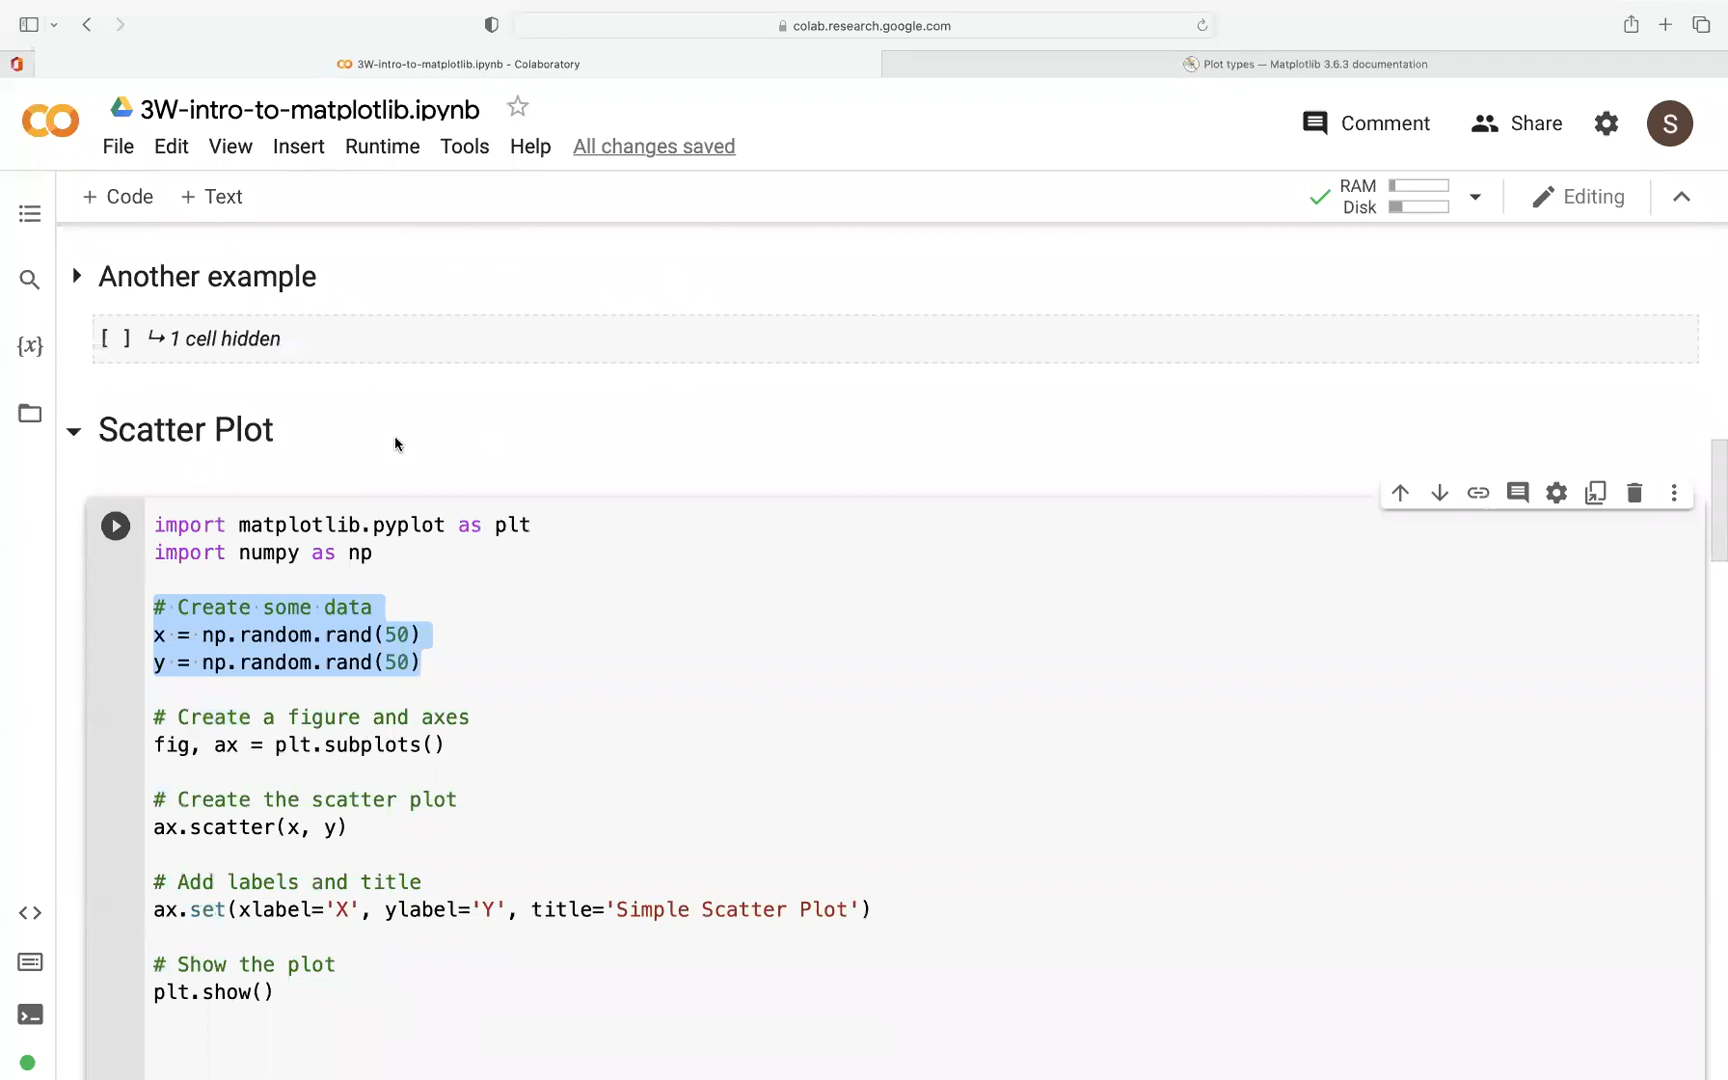 colab.research.google.com
3W-intro-to-matplotlib.ipynb - Colaboratory
Plot types — Matplotlib 3.6.3 documentation
3W-intro-to-matplotlib.ipynb
File Edit View Insert Runtime Tools Help All changes saved
Comment
Share
S
+ Code + Text
RAM
Disk
Editing
Another example
[ ] ↳ 1 cell hidden
{x}
Scatter Plot
import matplotlib.pyplot as plt
import numpy as np
# Create some data
x = np.random.rand(50)
y = np.random.rand(50)
# Create a figure and axes
fig, ax = plt.subplots()
# Create the scatter plot
ax.scatter(x, y)
# Add labels and title
ax.set(xlabel='X', ylabel='Y', title='Simple Scatter Plot')
# Show the plot
plt.show()